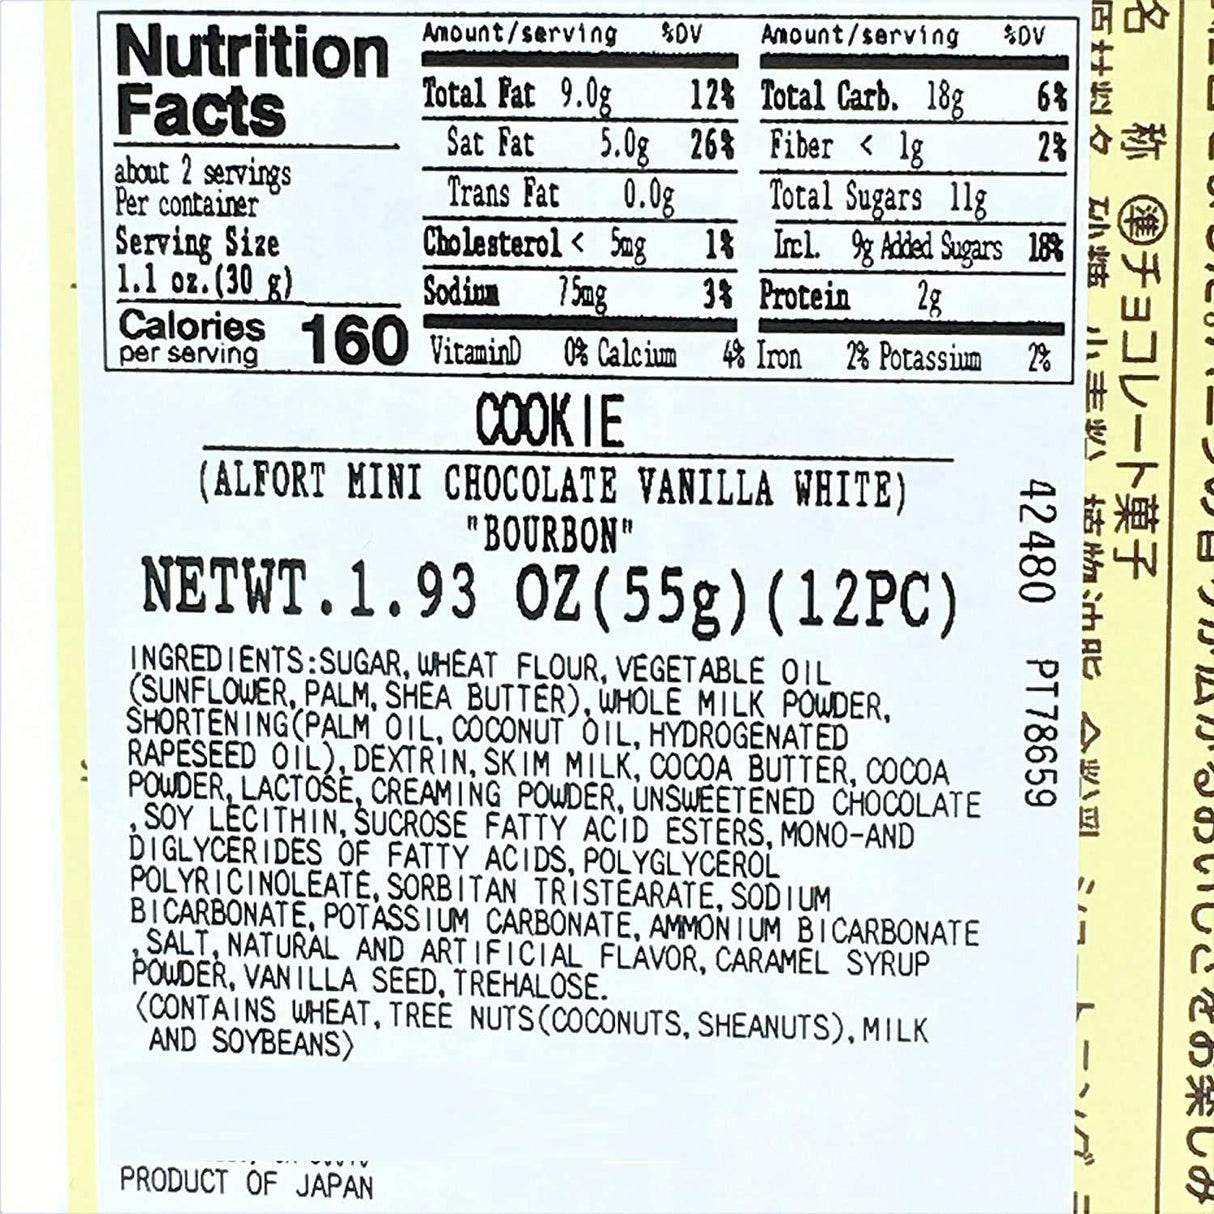 Nutrition
Facts
about 2 servings
Per container
Serving Size
1.1 oz.(30 g)
Calories
per serving
160
Amount/serving %DV
Total Fat 9.0g 12%
Sat Fat 5.0g 26%
Trans Fat 0.0g
Cholesterol < 5mg 1%
Sodium 75mg 3%
Amount/serving %DV
Total Carb. 18g 6%
Fiber < 1g 2%
Total Sugars 11g
Incl. 9g Added Sugars 18%
Protein 2g
VitaminD 0% Calcium 4% Iron 2% Potassium 2%
COOKIE
(ALFORT MINI CHOCOLATE VANILLA WHITE)
"BOURBON"
NETWT.1.93 OZ(55g)(12PC)
INGREDIENTS:SUGAR, WHEAT FLOUR, VEGETABLE OIL
(SUNFLOWER, PALM, SHEA BUTTER), WHOLE MILK POWDER,
SHORTENING(PALM OIL, COCONUT OIL, HYDROGENATED
RAPESEED OIL), DEXTRIN, SKIM MILK, COCOA BUTTER, COCOA
POWDER, LACTOSE, CREAMING POWDER, UNSWEETENED CHOCOLATE
, SOY LECITHIN, SUCROSE FATTY ACID ESTERS, MONO-AND
DIGLYCERIDES OF FATTY ACIDS, POLYGLYCEROL
POLYRICINOLEATE, SORBITAN TRISTEARATE, SODIUM
BICARBONATE, POTASSIUM CARBONATE, AMMONIUM BICARBONATE
, SALT, NATURAL AND ARTIFICIAL FLAVOR, CARAMEL SYRUP
POWDER, VANILLA SEED, TREHALOSE.
(CONTAINS WHEAT, TREE NUTS(COCONUTS, SHEANUTS), MILK
AND SOYBEANS)
PRODUCT OF JAPAN
42480 PT78659
名 称 準チョコレート菓子